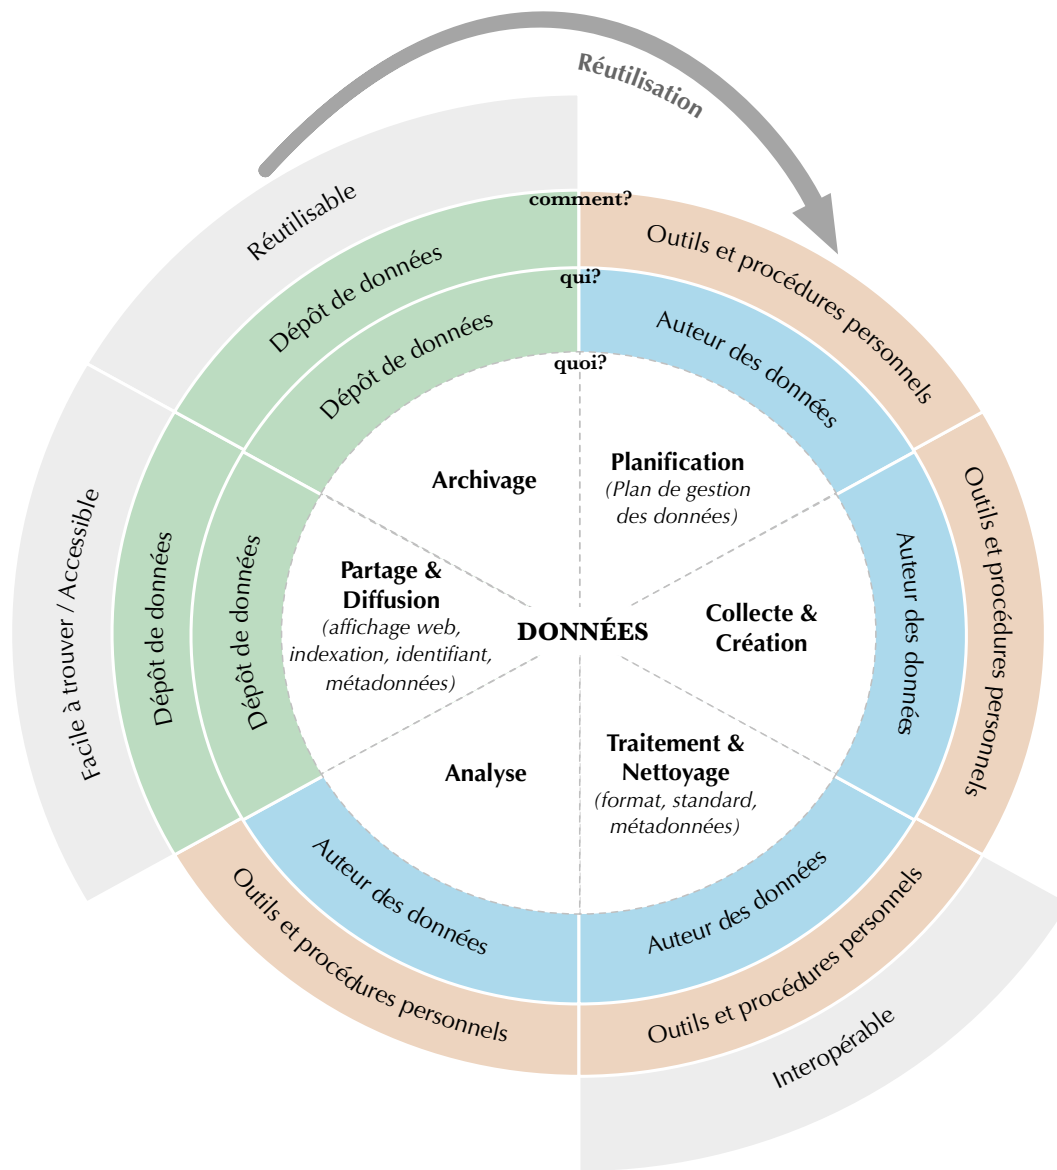 Réutilisation
Réutilisable
comment?
Outils et procédures personnels
Dépôt de données
qui?
Auteur des données
Dépôt de données
quoi?
Archivage
Planification
(Plan de gestion
des données)
Facile à trouver / Accessible
Dépôt de données
Dépôt de données
Partage &
Diffusion
(affichage web,
indexation, identifiant,
métadonnées)
DONNÉES
Collecte &
Création
Auteur des données
Outils et procédures personnels
Analyse
Traitement &
Nettoyage
(format, standard,
métadonnées)
Auteur des données
Auteur des données
Outils et procédures personnels
Outils et procédures personnels
Interopérable